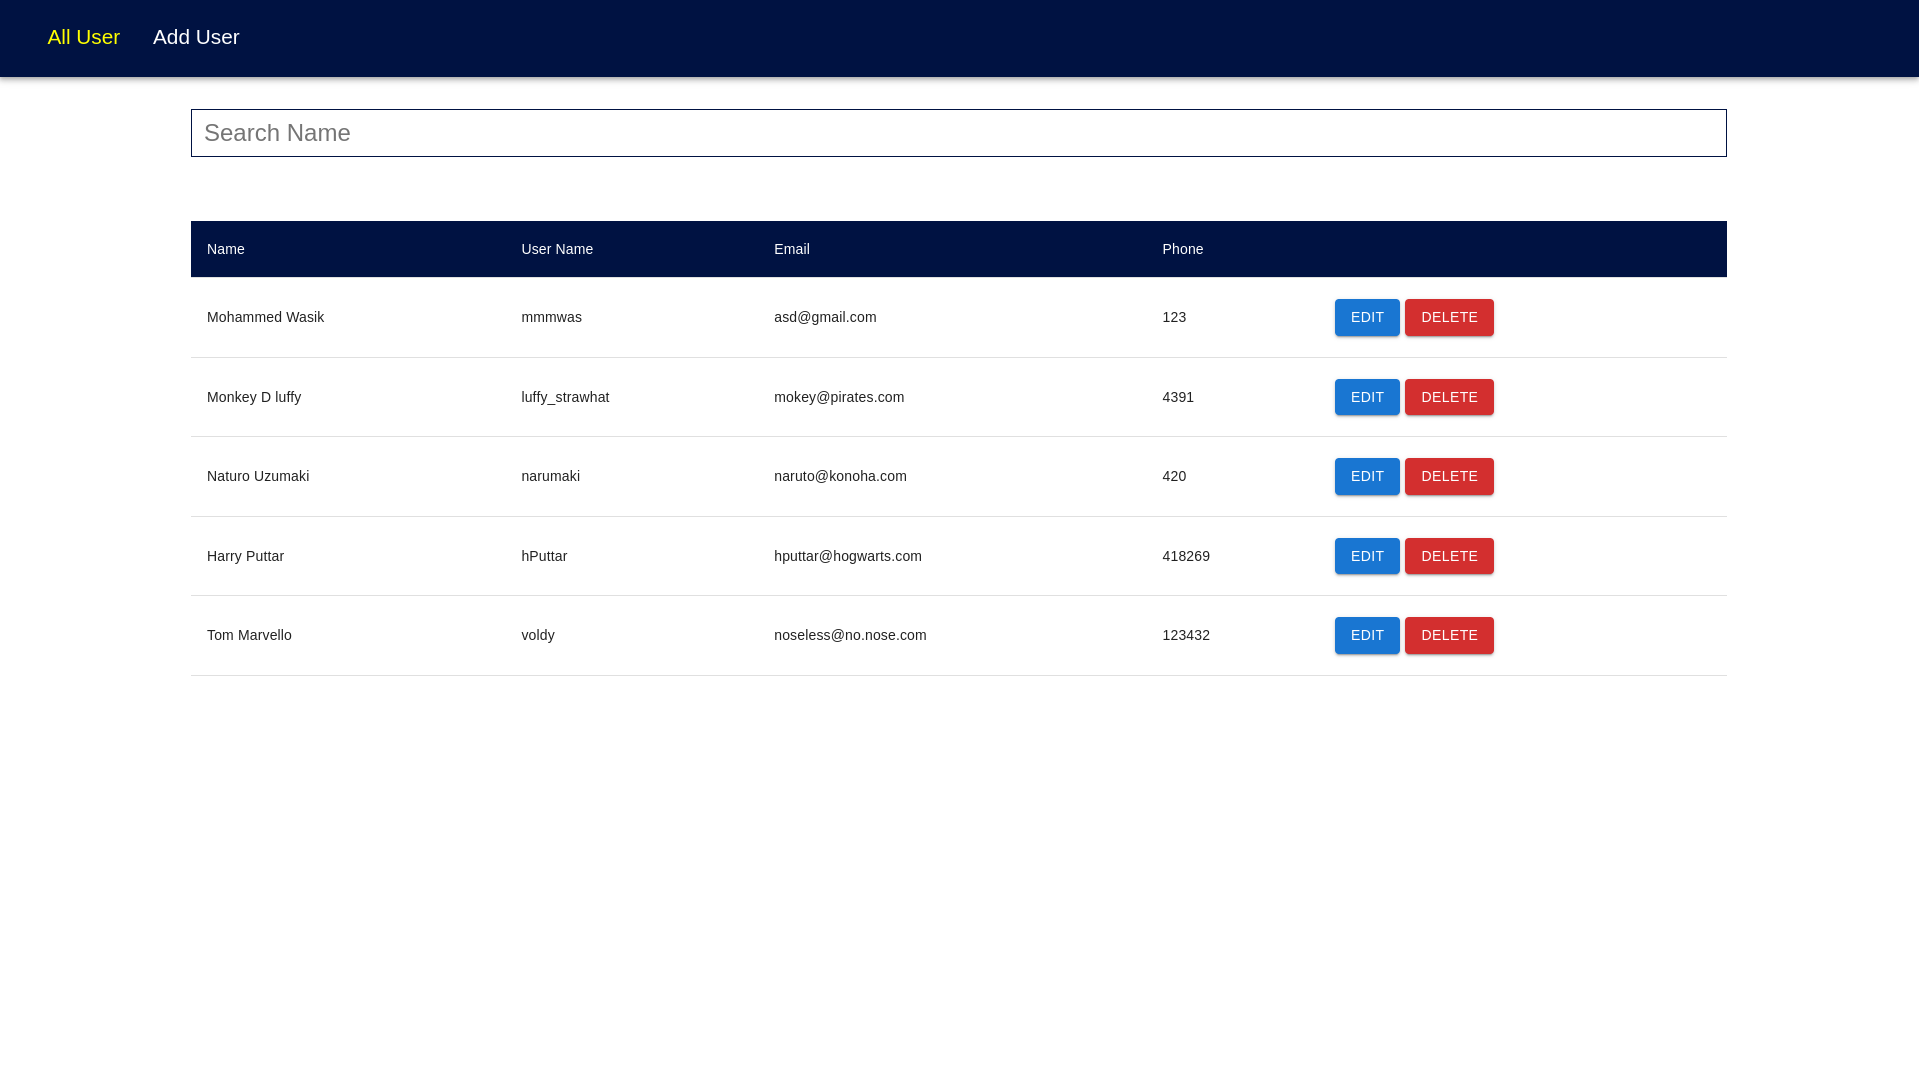 All User Add User
Search Name
Name User Name Email Phone
Mohammed Wasik mmmwas asd@gmail.com 123 EDIT DELETE
Monkey D luffy luffy_strawhat mokey@pirates.com 4391 EDIT DELETE
Naturo Uzumaki narumaki naruto@konoha.com 420 EDIT DELETE
Harry Puttar hPuttar hputtar@hogwarts.com 418269 EDIT DELETE
Tom Marvello voldy noseless@no.nose.com 123432 EDIT DELETE